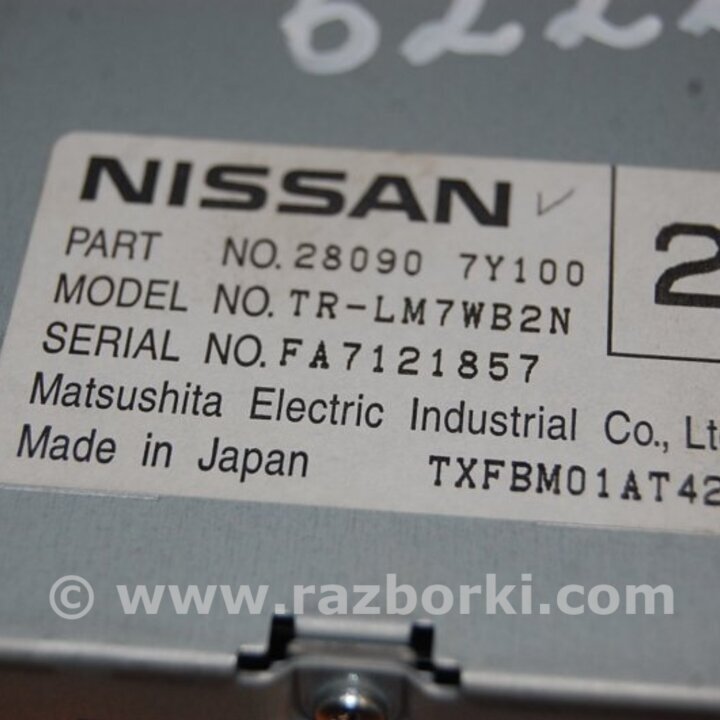 NISSAN
2
PART NO. 28090 7Y100
MODEL NO. TR-LM7WB2N
SERIAL NO. FA7121857
Matsushita Electric Industrial Co., Lt
Made in Japan TXFBM01AT42
© www.razborki.com